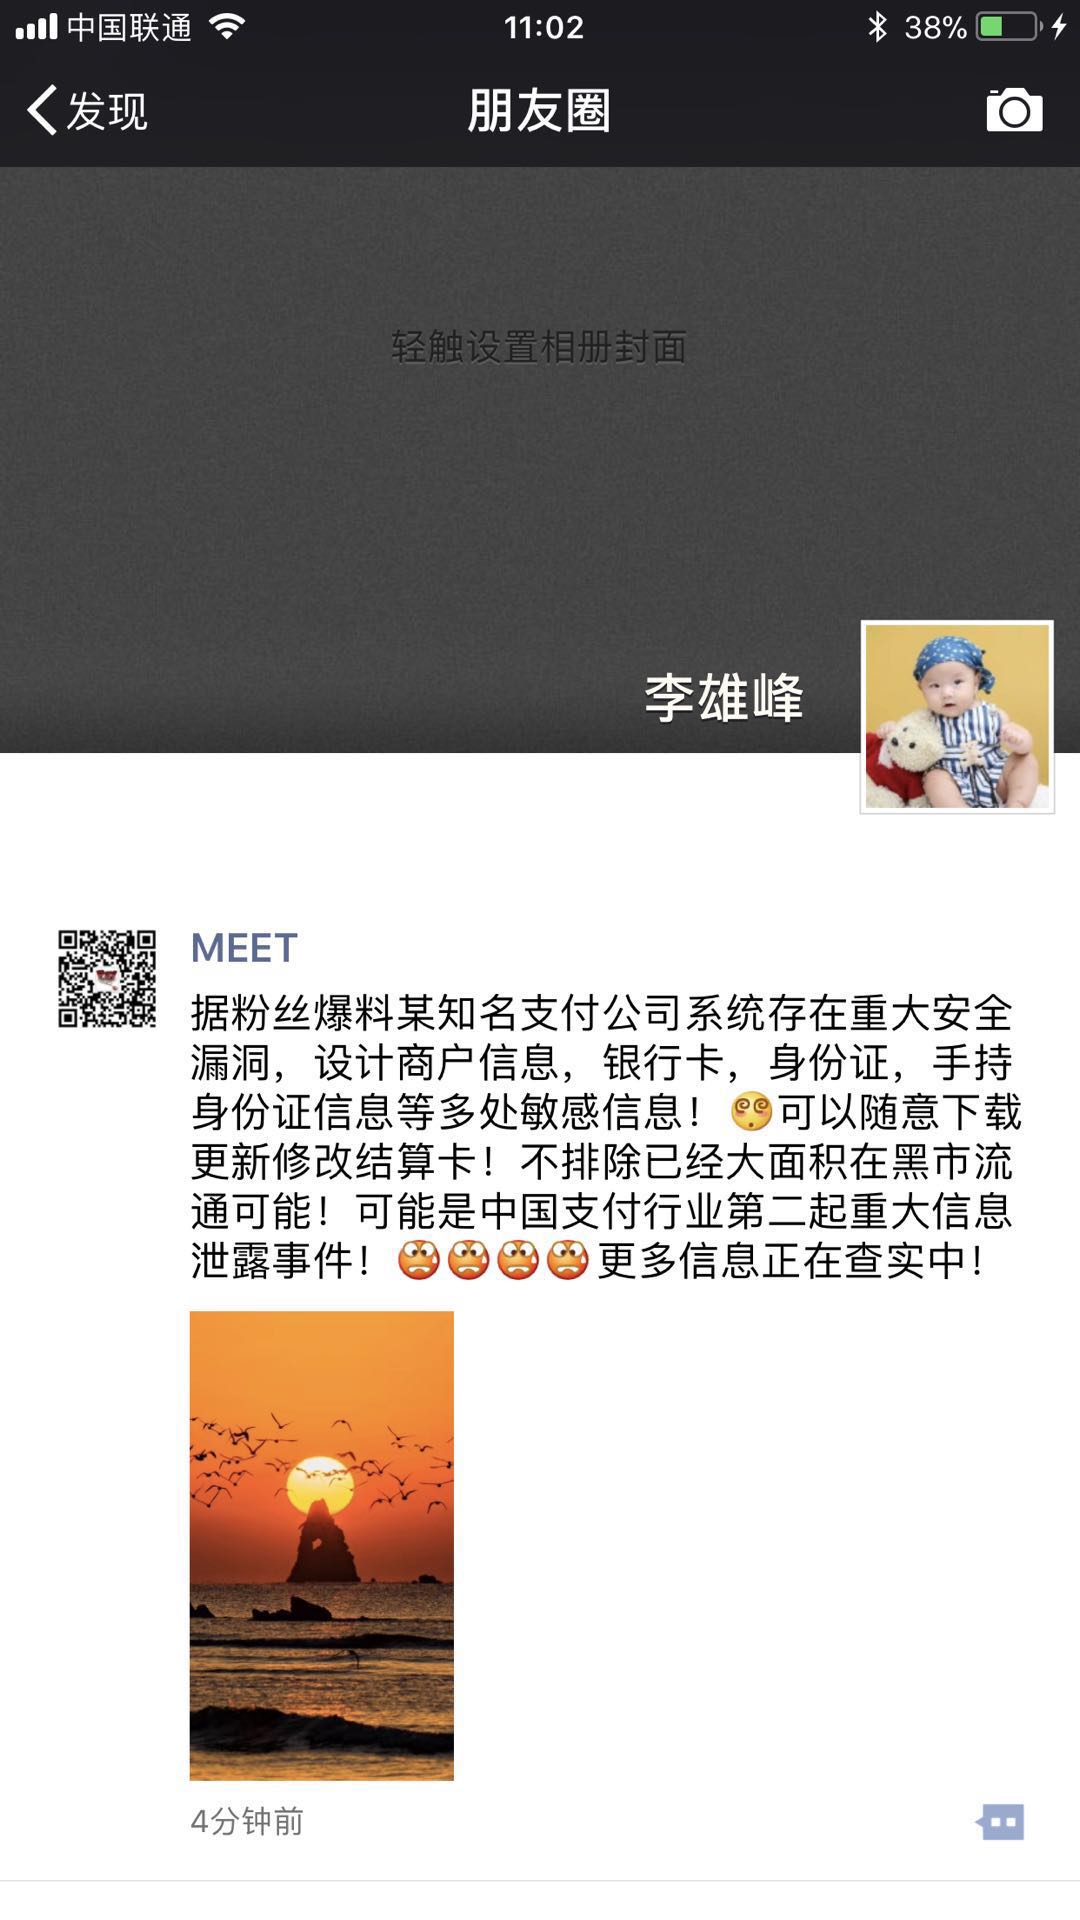 中国联通 11:02 38%
发现 朋友圈
轻触设置相册封面
李雄峰
MEET
据粉丝爆料某知名支付公司系统存在重大安全
漏洞，设计商户信息，银行卡，身份证，手持
身份证信息等多处敏感信息！可以随意下载
更新修改结算卡！不排除已经大面积在黑市流
通可能！可能是中国支付行业第二起重大信息
泄露事件！更多信息正在查实中！
4分钟前